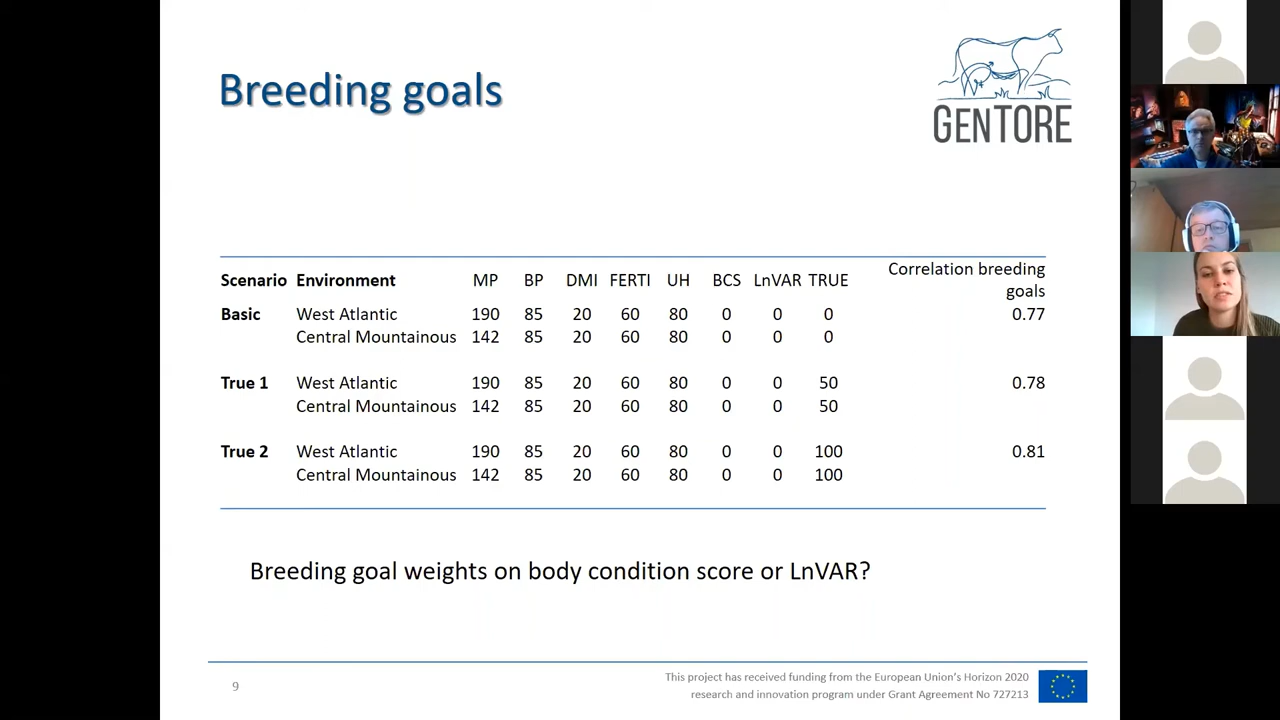 Breeding goals
GENTORE
Scenario Environment MP BP DMI FERTI UH BCS LnVAR TRUE Correlation breeding goals
Basic West Atlantic 190 85 20 60 80 0 0 0 0.77
Central Mountainous 142 85 20 60 80 0 0 0
True 1 West Atlantic 190 85 20 60 80 0 0 50 0.78
Central Mountainous 142 85 20 60 80 0 0 50
True 2 West Atlantic 190 85 20 60 80 0 0 100 0.81
Central Mountainous 142 85 20 60 80 0 0 100
Breeding goal weights on body condition score or LnVAR?
9
This project has received funding from the European Union's Horizon 2020
research and innovation program under Grant Agreement No 727213